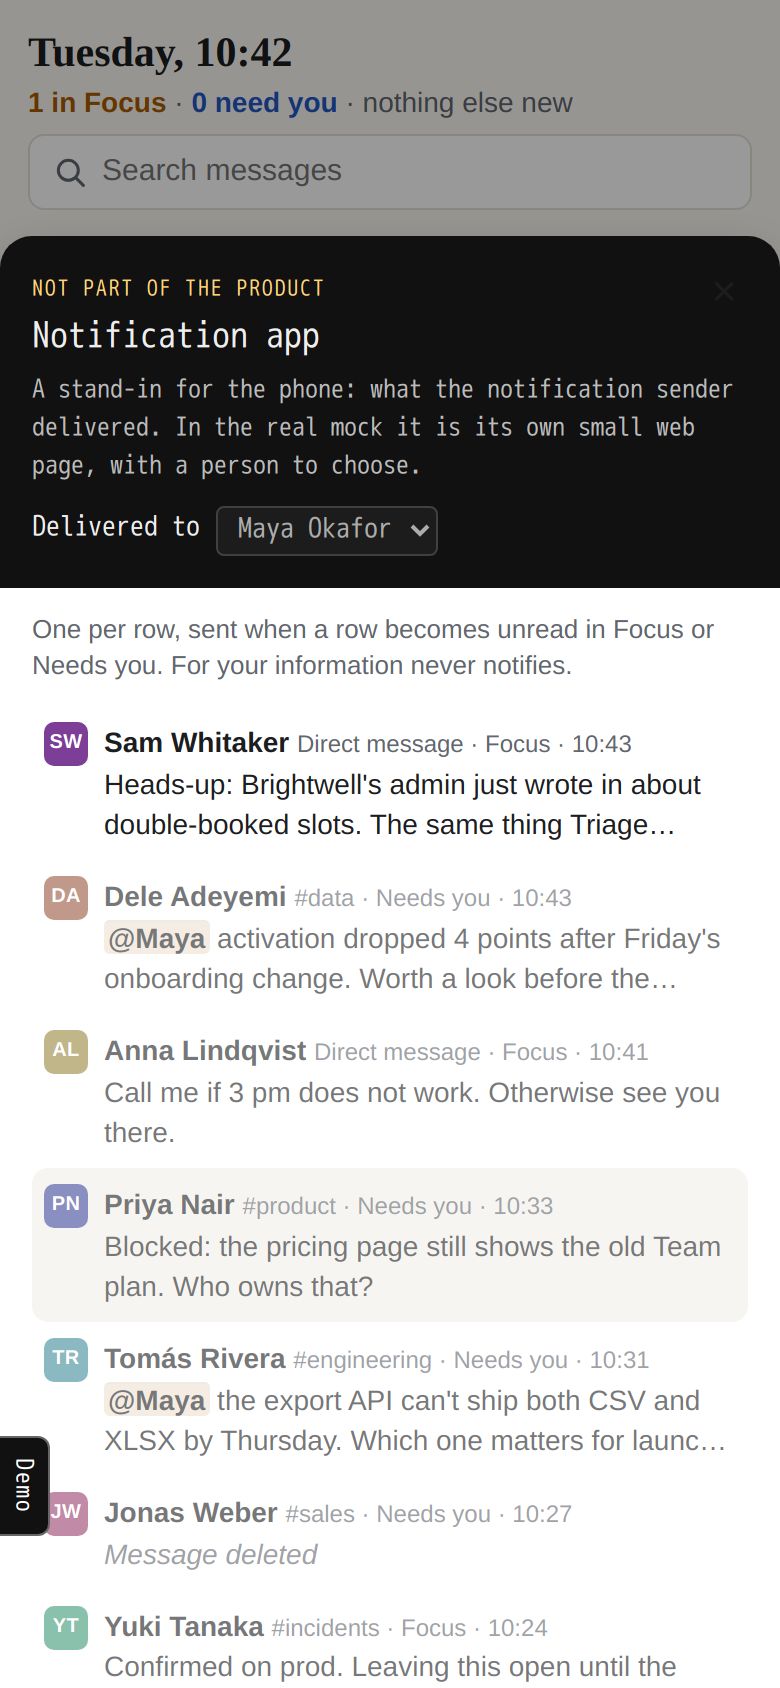 Tuesday, 10:42
1 in Focus · 0 need you · nothing else new
Search messages
NOT PART OF THE PRODUCT
Notification app
A stand-in for the phone: what the notification sender
delivered. In the real mock it is its own small web
page, with a person to choose.
Delivered to Maya Okafor
One per row, sent when a row becomes unread in Focus or
Needs you. For your information never notifies.
SW Sam Whitaker Direct message · Focus · 10:43
Heads-up: Brightwell's admin just wrote in about
double-booked slots. The same thing Triage…
DA Dele Adeyemi #data · Needs you · 10:43
@Maya activation dropped 4 points after Friday's
onboarding change. Worth a look before the…
AL Anna Lindqvist Direct message · Focus · 10:41
Call me if 3 pm does not work. Otherwise see you
there.
PN Priya Nair #product · Needs you · 10:33
Blocked: the pricing page still shows the old Team
plan. Who owns that?
TR Tomás Rivera #engineering · Needs you · 10:31
@Maya the export API can't ship both CSV and
XLSX by Thursday. Which one matters for launc…
Demo
JW Jonas Weber #sales · Needs you · 10:27
Message deleted
YT Yuki Tanaka #incidents · Focus · 10:24
Confirmed on prod. Leaving this open until the